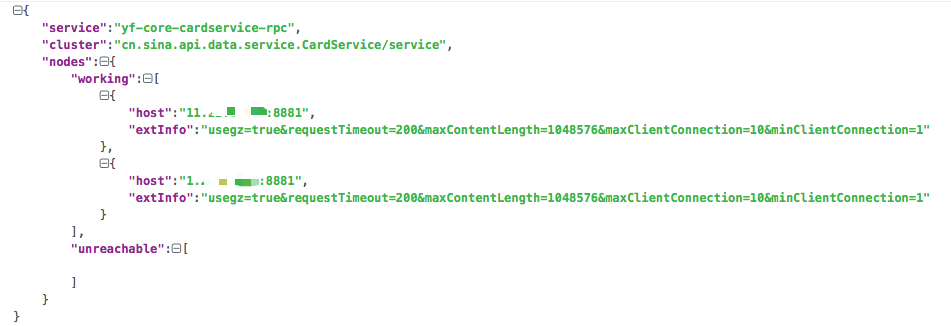 {
"service":"yf-core-cardservice-rpc",
"cluster":"cn.sina.api.data.service.CardService/service",
"nodes":{
"working":[
{
"host":"11. :8881",
"extInfo":"usegz=true&requestTimeout=200&maxContentLength=1048576&maxClientConnection=10&minClientConnection=1"
},
{
"host":"1. :8881",
"extInfo":"usegz=true&requestTimeout=200&maxContentLength=1048576&maxClientConnection=10&minClientConnection=1"
}
],
"unreachable":[
]
}
}